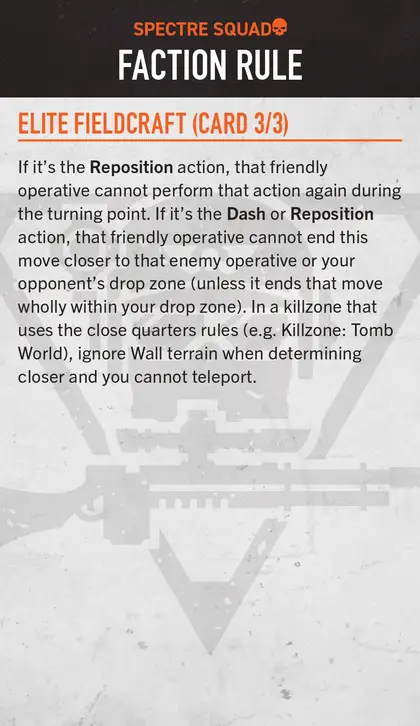 SPECTRE SQUAD
FACTION RULE
ELITE FIELDCRAFT (CARD 3/3)
If it’s the Reposition action, that friendly
operative cannot perform that action again during
the turning point. If it’s the Dash or Reposition
action, that friendly operative cannot end this
move closer to that enemy operative or your
opponent’s drop zone (unless it ends that move
wholly within your drop zone). In a killzone that
uses the close quarters rules (e.g. Killzone: Tomb
World), ignore Wall terrain when determining
closer and you cannot teleport.